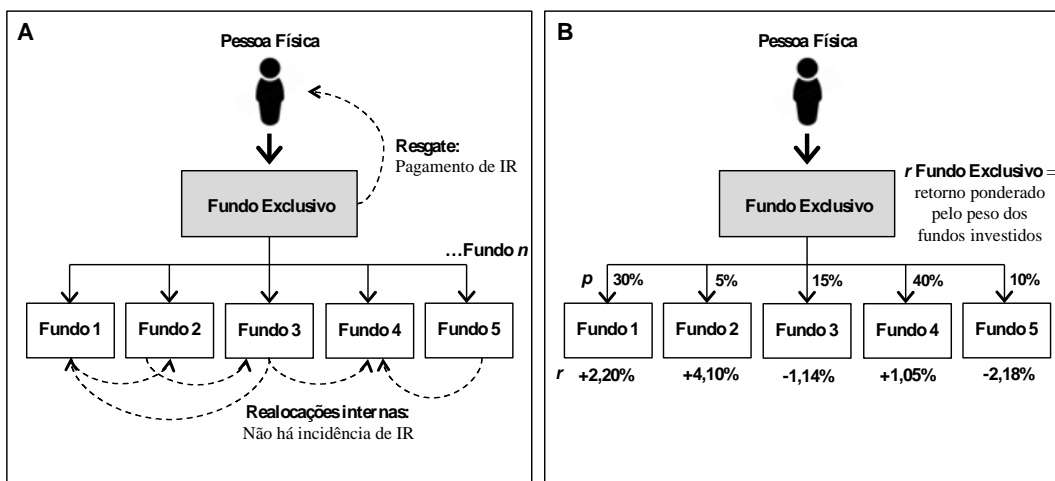 A
Pessoa Física
Resgate:
Pagamento de IR
Fundo Exclusivo
...Fundo n
Fundo 1
Fundo 2
Fundo 3
Fundo 4
Fundo 5
Realocações internas:
Não há incidência de IR
B
Pessoa Física
r Fundo Exclusivo =
retorno ponderado
pelo peso dos
fundos investidos
Fundo Exclusivo
p 30% 5% 15% 40% 10%
Fundo 1 Fundo 2 Fundo 3 Fundo 4 Fundo 5
r +2,20% +4,10% -1,14% +1,05% -2,18%